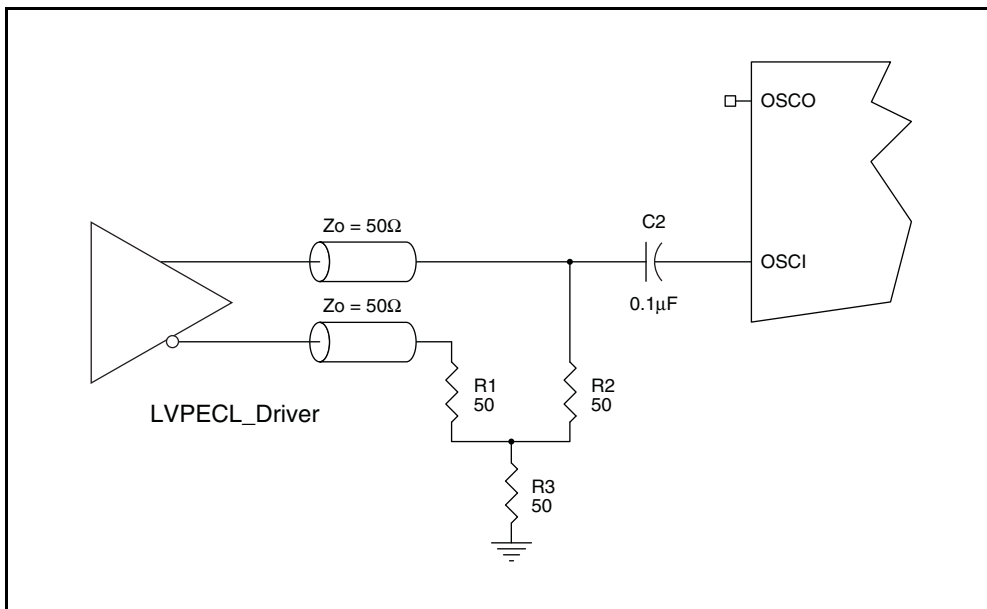 OSCO
Zo = 50Ω
C2
OSCI
0.1μF
Zo = 50Ω
R1
50
R2
50
LVPECL_Driver
R3
50